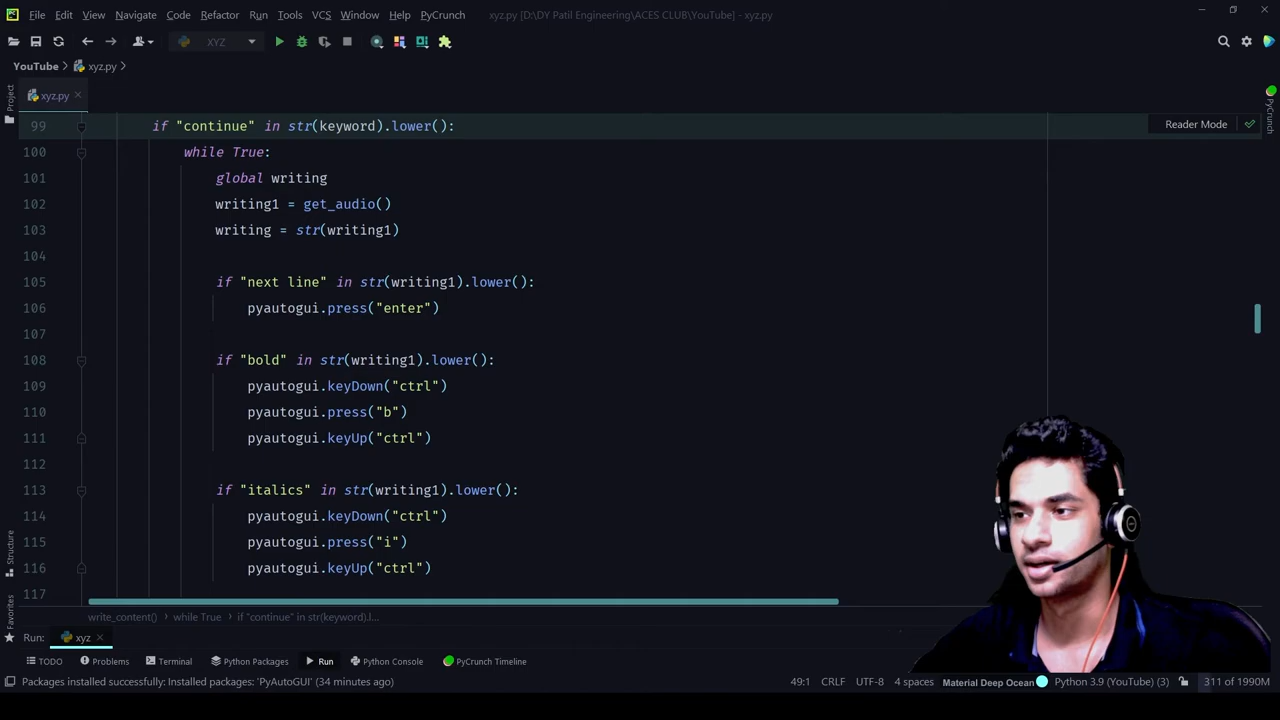 File Edit View Navigate Code Refactor Run Tools VCS Window Help PyCrunch xyz.py [D:\DY Patil Engineering\ACES CLUB\YouTube] - xyz.py
XYZ
YouTube xyz.py
xyz.py
Project
PyCrunch
Reader Mode
99 if "continue" in str(keyword).lower():
100 while True:
101 global writing
102 writing1 = get_audio()
103 writing = str(writing1)
104
105 if "next line" in str(writing1).lower():
106 pyautogui.press("enter")
107
108 if "bold" in str(writing1).lower():
109 pyautogui.keyDown("ctrl")
110 pyautogui.press("b")
111 pyautogui.keyUp("ctrl")
112
113 if "italics" in str(writing1).lower():
114 pyautogui.keyDown("ctrl")
115 pyautogui.press("i")
116 pyautogui.keyUp("ctrl")
117
Structure
Favorites
write_content() while True if "continue" in str(keyword).l...
Run: xyz
TODO Problems Terminal Python Packages Run Python Console PyCrunch Timeline
Packages installed successfully: Installed packages: 'PyAutoGUI' (34 minutes ago) 49:1 CRLF UTF-8 4 spaces Material Deep Ocean Python 3.9 (YouTube) (3) 311 of 1990M